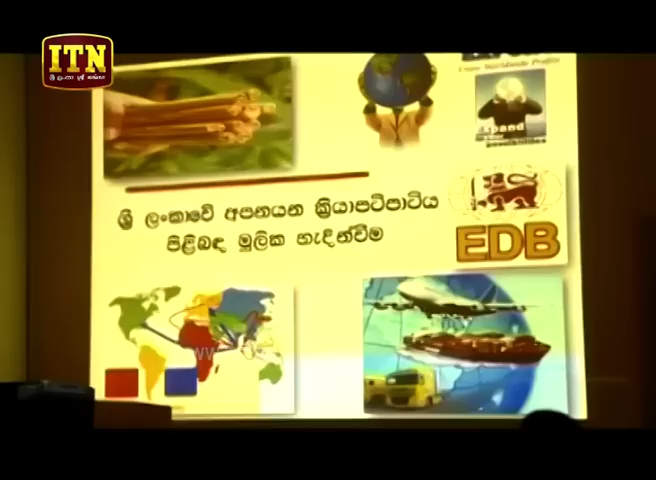 ITN
ශ්‍රී ලංකාවේ අපනයන ක්‍රියාපටිපාටිය
පිළිබඳ මූලික හැදින්වීම
EDB
Expand